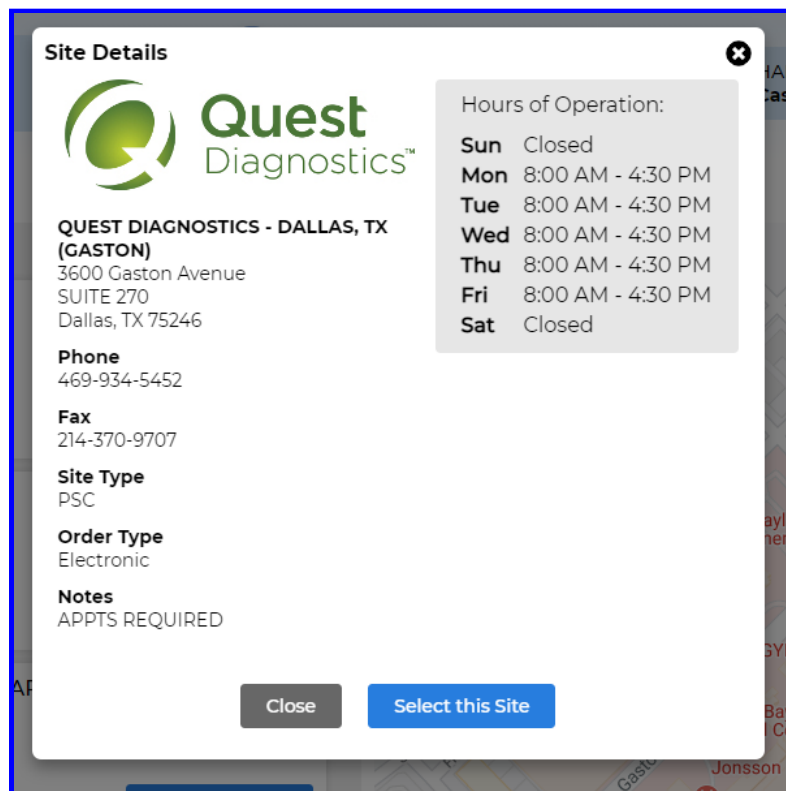 Site Details
Quest
Diagnostics™
QUEST DIAGNOSTICS - DALLAS, TX
(GASTON)
3600 Gaston Avenue
SUITE 270
Dallas, TX 75246
Phone
469-934-5452
Fax
214-370-9707
Site Type
PSC
Order Type
Electronic
Notes
APPTS REQUIRED
Hours of Operation:
Sun Closed
Mon 8:00 AM - 4:30 PM
Tue 8:00 AM - 4:30 PM
Wed 8:00 AM - 4:30 PM
Thu 8:00 AM - 4:30 PM
Fri 8:00 AM - 4:30 PM
Sat Closed
Close
Select this Site
Jonsson